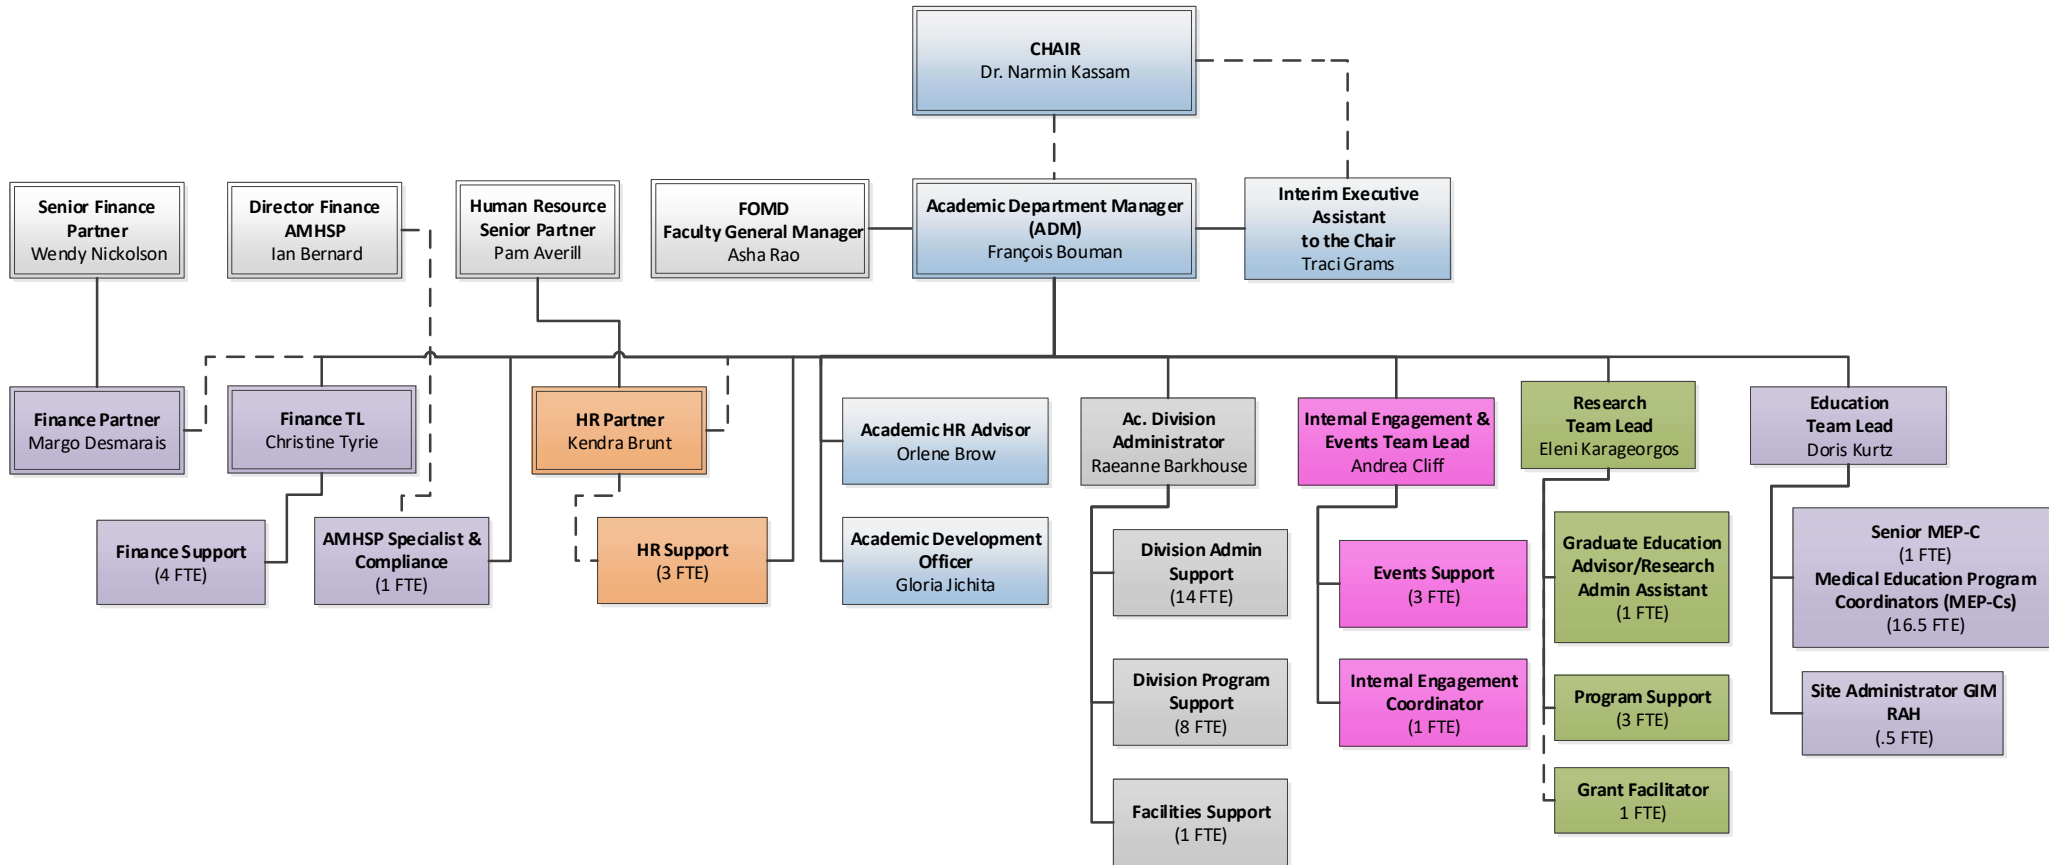 CHAIR
Dr. Narmin Kassam
Senior Finance
Partner
Wendy Nickolson
Director Finance
AMHSP
Ian Bernard
Human Resource
Senior Partner
Pam Averill
FOMD
Faculty General Manager
Asha Rao
Academic Department Manager
(ADM)
François Bouman
Interim Executive
Assistant
to the Chair
Traci Grams
Finance Partner
Margo Desmarais
Finance TL
Christine Tyrie
HR Partner
Kendra Brunt
Academic HR Advisor
Orlene Brow
Ac. Division
Administrator
Raeanne Barkhouse
Internal Engagement &
Events Team Lead
Andrea Cliff
Research
Team Lead
Eleni Karageorgos
Education
Team Lead
Doris Kurtz
Finance Support
(4 FTE)
AMHSP Specialist &
Compliance
(1 FTE)
HR Support
(3 FTE)
Academic Development
Officer
Gloria Jichita
Division Admin
Support
(14 FTE)
Events Support
(3 FTE)
Graduate Education
Advisor/Research
Admin Assistant
(1 FTE)
Senior MEP-C
(1 FTE)
Medical Education Program
Coordinators (MEP-Cs)
(16.5 FTE)
Division Program
Support
(8 FTE)
Internal Engagement
Coordinator
(1 FTE)
Program Support
(3 FTE)
Site Administrator GIM
RAH
(.5 FTE)
Facilities Support
(1 FTE)
Grant Facilitator
1 FTE)